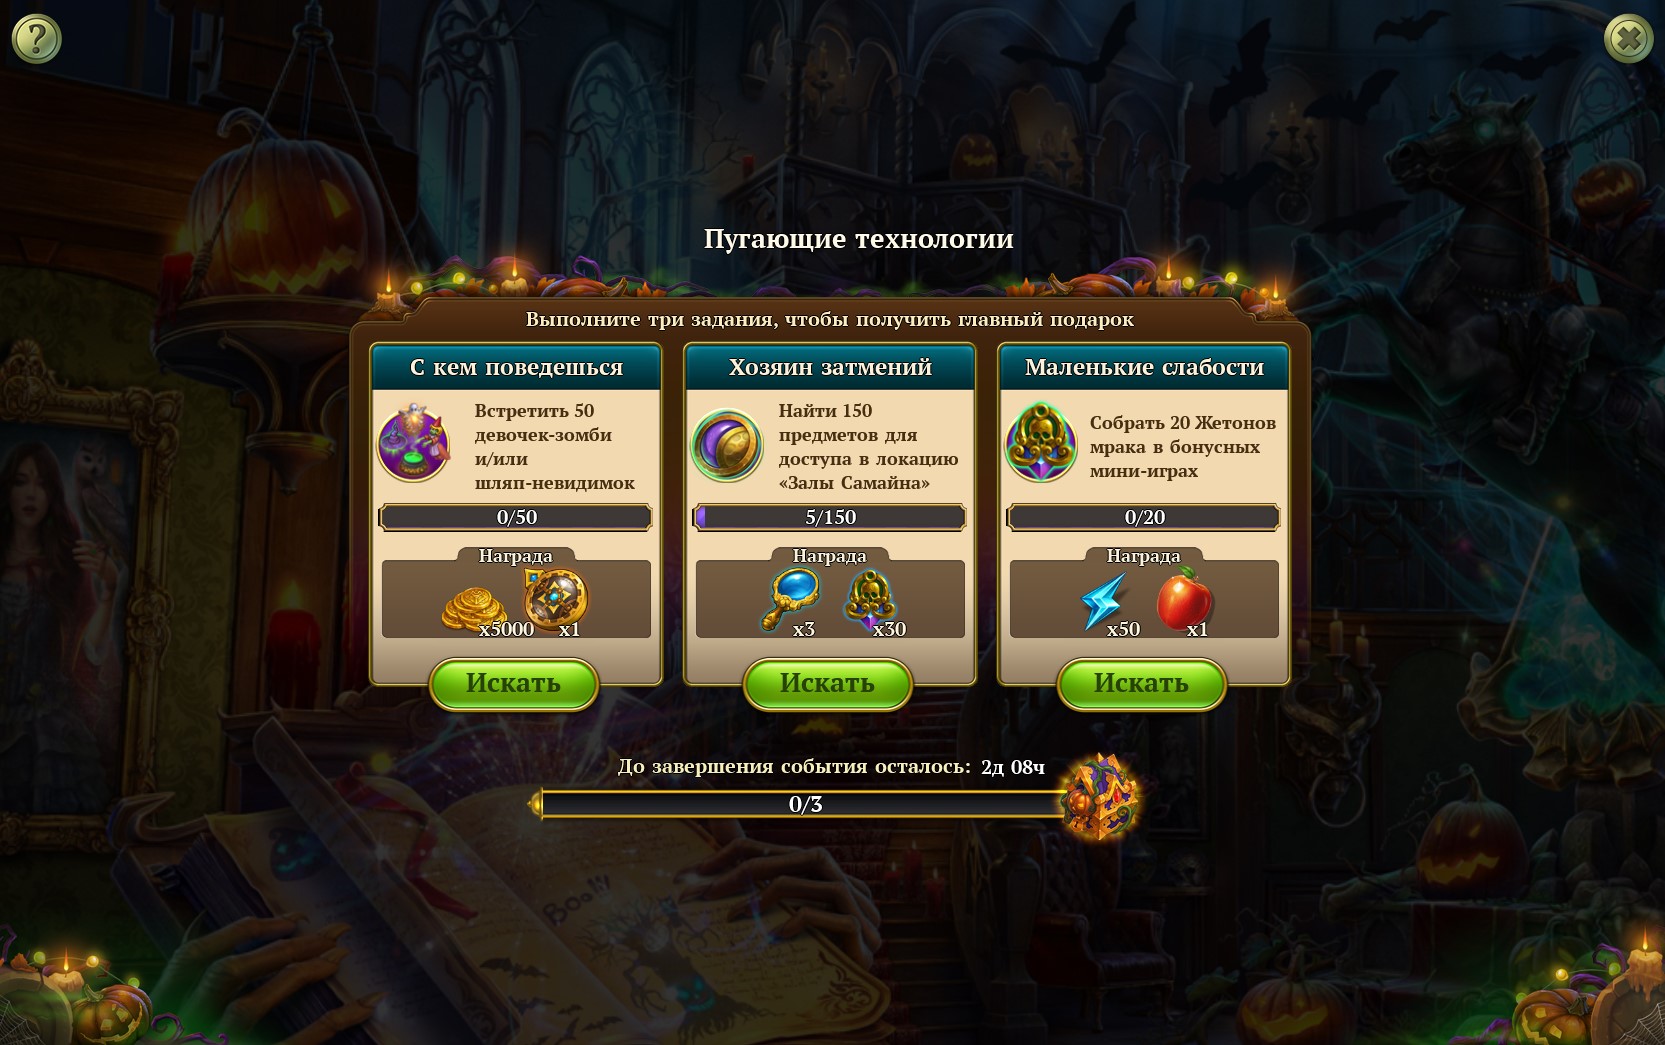 ?
Пугающие технологии
Выполните три задания, чтобы получить главный подарок
С кем поведешься
Встретить 50
девочек-зомби
и/или
шляп-невидимок
0/50
Награда
x5000
x1
Искать
Хозяин затмений
Найти 150
предметов для
доступа в локацию
«Залы Самайна»
5/150
Награда
x3
x30
Искать
Маленькие слабости
Собрать 20 Жетонов
мрака в бонусных
мини-играх
0/20
Награда
x50
x1
Искать
До завершения события осталось: 2д 08ч
0/3